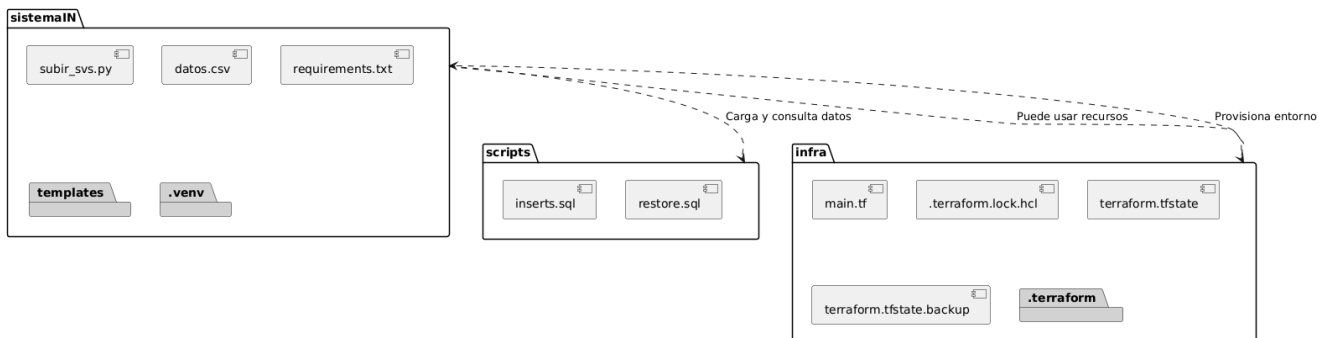 sistemaIN
subir_svs.py
datos.csv
requirements.txt
templates
.venv
Carga y consulta datos
Puede usar recursos
Provisiona entorno
scripts
inserts.sql
restore.sql
infra
main.tf
.terraform.lock.hcl
terraform.tfstate
terraform.tfstate.backup
.terraform